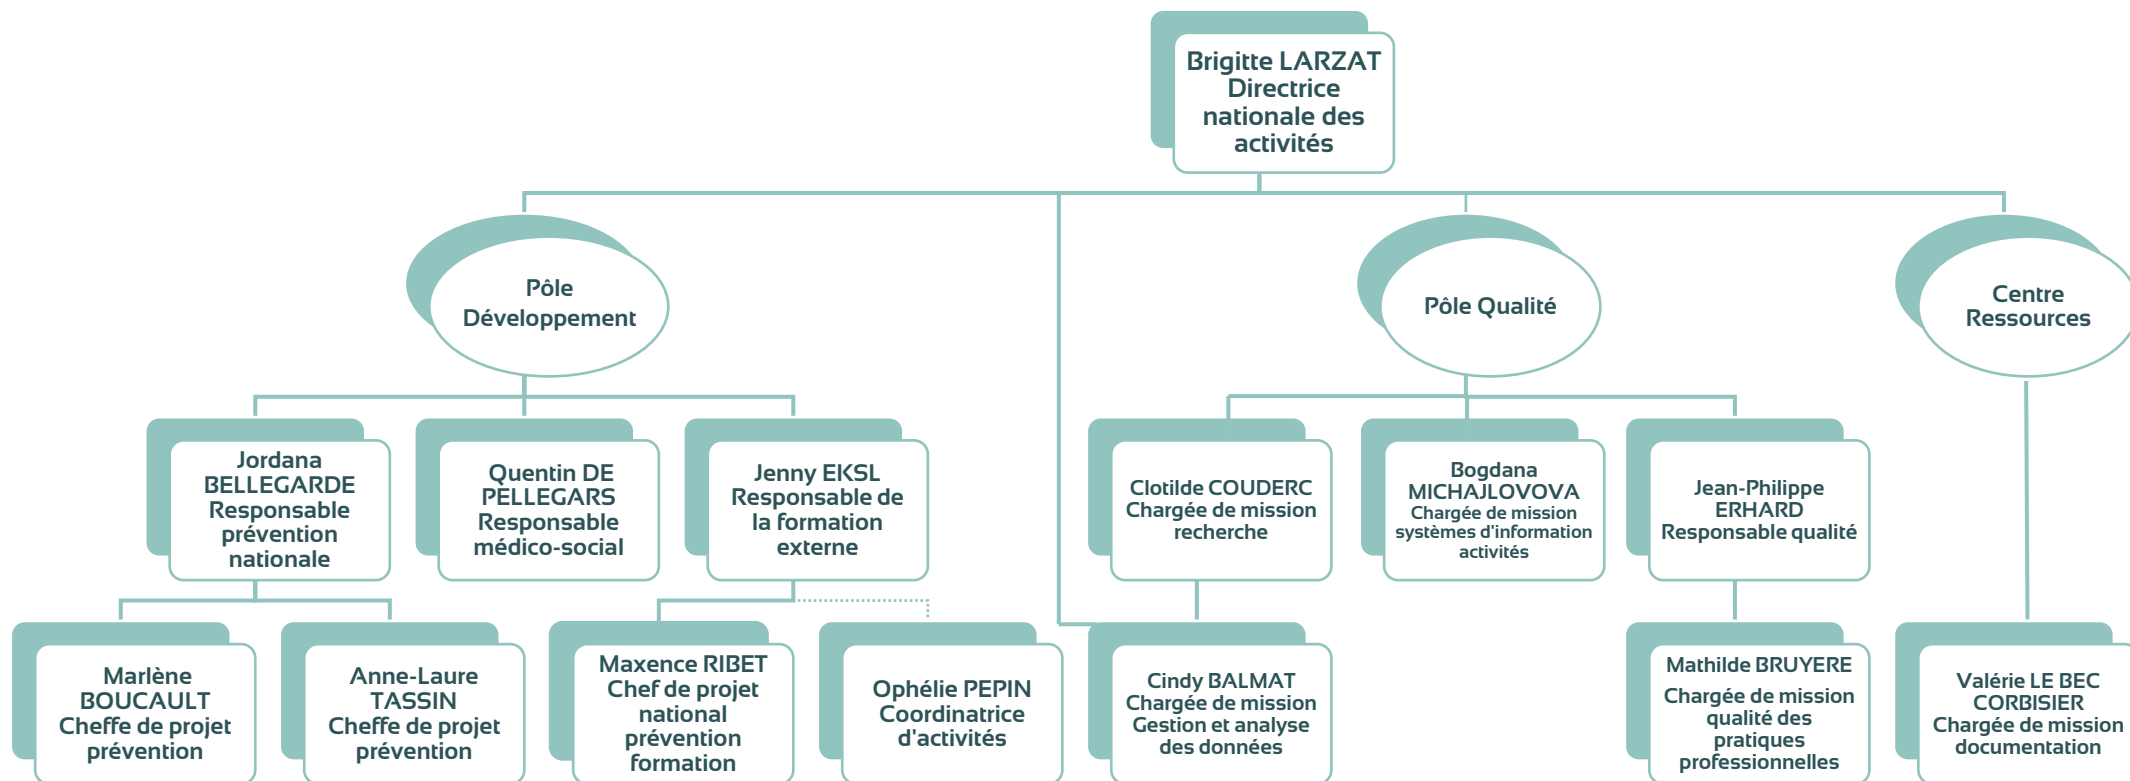 Brigitte LARZAT
Directrice
nationale des
activités
Pôle
Développement
Pôle Qualité
Centre
Ressources
Jordana
BELLEGARDE
Responsable
prévention
nationale
Quentin DE
PELLEGARS
Responsable
médico-social
Jenny EKSL
Responsable de
la formation
externe
Clotilde COUDERC
Chargée de mission
recherche
Bogdana
MICHAJLOVOVA
Chargée de mission
systèmes d'information
activités
Jean-Philippe
ERHARD
Responsable qualité
Marlène
BOUCAULT
Cheffe de projet
prévention
Anne-Laure
TASSIN
Cheffe de projet
prévention
Maxence RIBET
Chef de projet
national
prévention
formation
Ophélie PEPIN
Coordinatrice
d'activités
Cindy BALMAT
Chargée de mission
Gestion et analyse
des données
Mathilde BRUYERE
Chargée de mission
qualité des
pratiques
professionnelles
Valérie LE BEC
CORBISIER
Chargée de mission
documentation